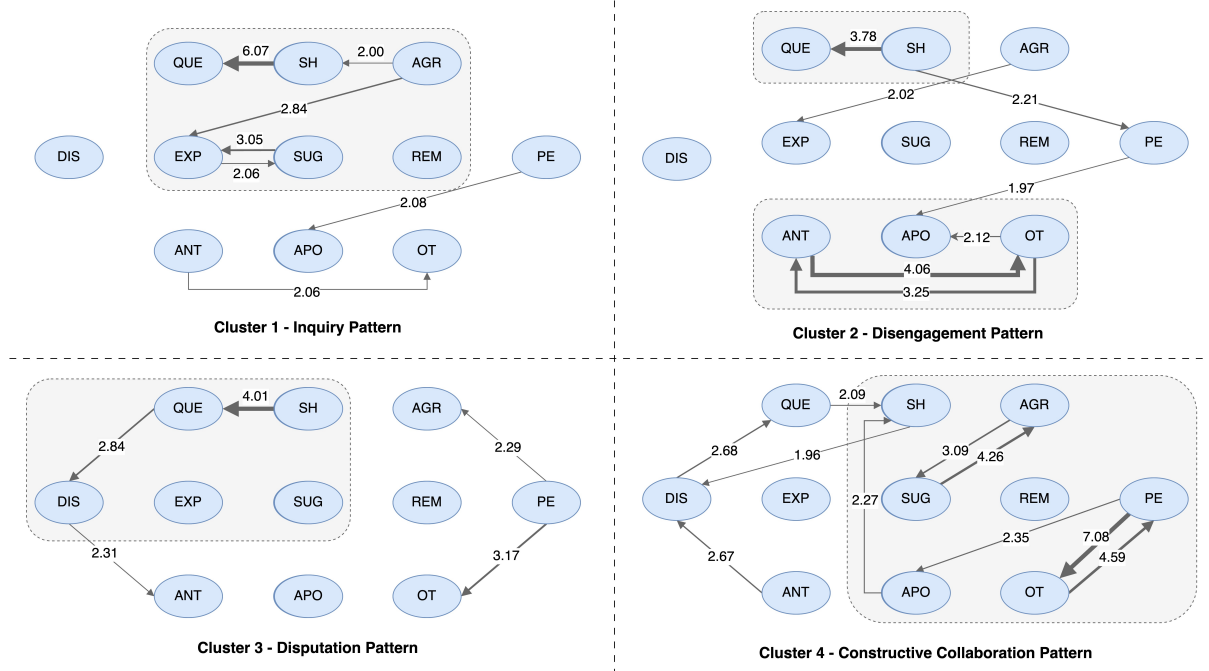 QUE
6.07
SH
2.00
AGR
2.84
3.05
DIS
EXP
SUG
REM
PE
2.06
2.08
ANT
APO
OT
2.06
Cluster 1 - Inquiry Pattern
QUE
3.78
SH
AGR
2.02
2.21
EXP
SUG
REM
PE
DIS
1.97
ANT
APO
2.12
OT
4.06
3.25
Cluster 2 - Disengagement Pattern
QUE
4.01
SH
AGR
2.84
2.29
DIS
EXP
SUG
REM
PE
2.31
3.17
ANT
APO
OT
Cluster 3 - Disputation Pattern
QUE
2.09
SH
AGR
2.68
1.96
3.09
4.26
DIS
EXP
2.27
SUG
REM
PE
2.35
7.08
2.67
4.59
ANT
APO
OT
Cluster 4 - Constructive Collaboration Pattern